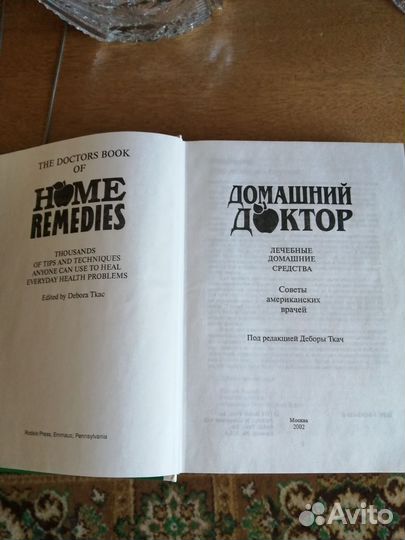 THE DOCTORS BOOK
OF
HOME
REMEDIES
THOUSANDS
OF TIPS AND TECHNIQUES
ANYONE CAN USE TO HEAL
EVERYDAY HEALTH PROBLEMS
Edited by Debora Tkac
Rodale Press, Emmaus, Pennsylvania
ДОМАШНИЙ
ДОКТОР
ЛЕЧЕБНЫЕ
ДОМАШНИЕ
СРЕДСТВА
Советы
американских
врачей
Под редакцией Деборы Ткач
Москва
2002
Avito